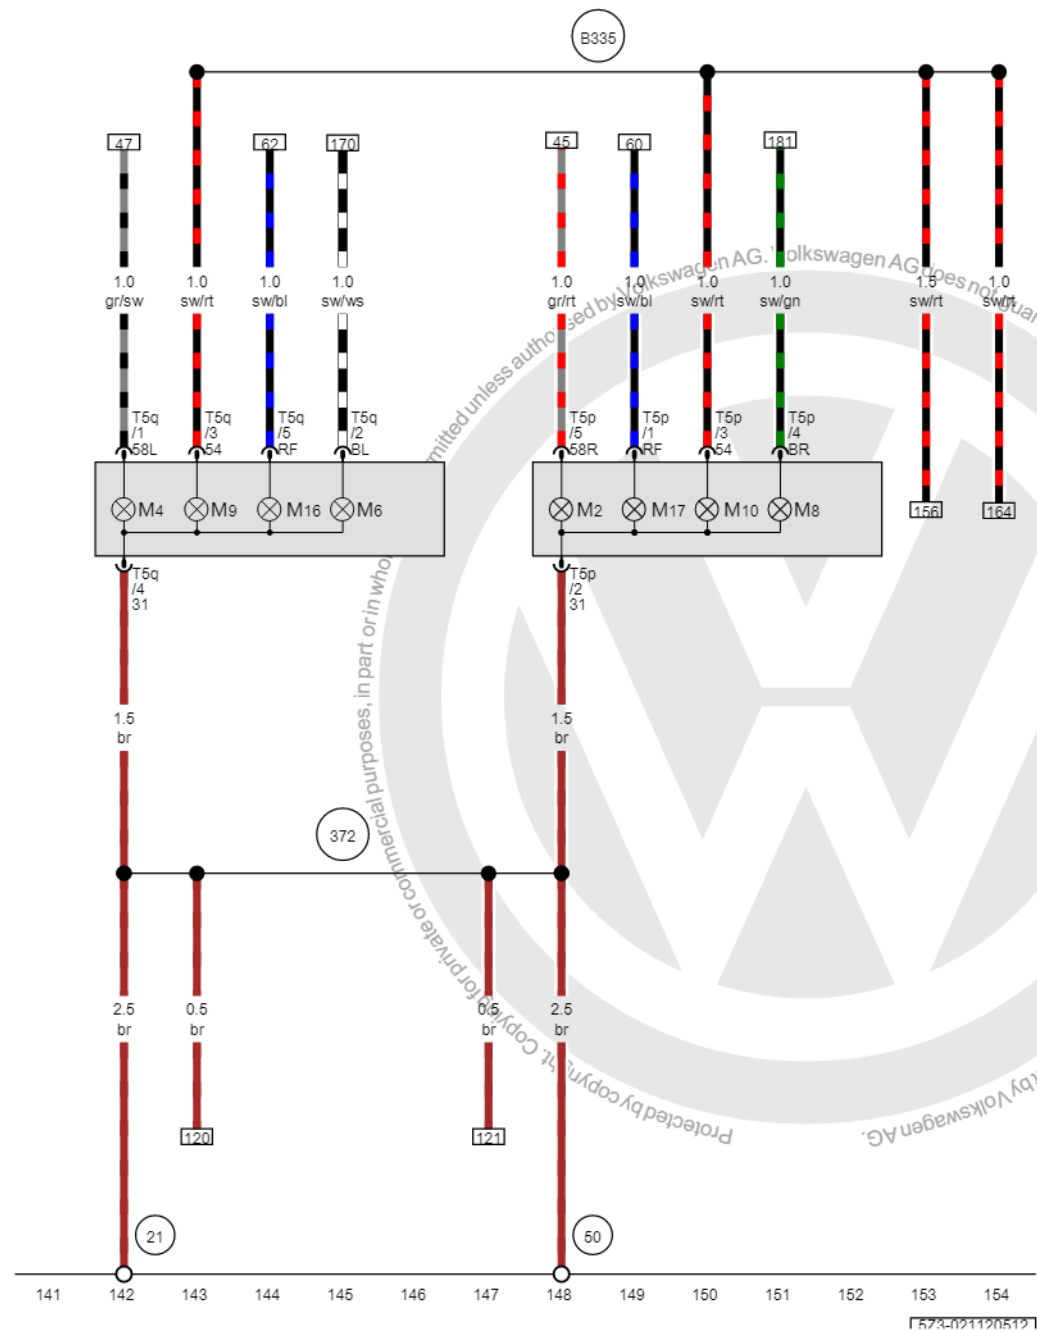 B335
47
62
170
45
60
181
1.0
gr/sw
1.0
sw/rt
1.0
sw/bl
1.0
sw/ws
1.0
gr/rt
1.0
sw/bl
1.0
sw/rt
1.0
sw/gn
1.5
sw/rt
1.0
sw/rt
T5q
/1
58L
T5q
/3
54
T5q
/5
RF
T5q
/2
BL
T5p
/5
58R
T5p
/1
RF
T5p
/3
54
T5p
/4
BR
M4
M9
M16
M6
M2
M17
M10
M8
156
164
T5q
/4
31
T5p
/2
31
1.5
br
1.5
br
372
2.5
br
0.5
br
0.5
br
2.5
br
120
121
21
50
141 142 143 144 145 146 147 148 149 150 151 152 153 154
573-021120512
Protected by copyright. Copying for private or commercial purposes, in part or in
mitted unless
by Volkswagen AG. Volkswagen AG does not
by Volkswagen AG.